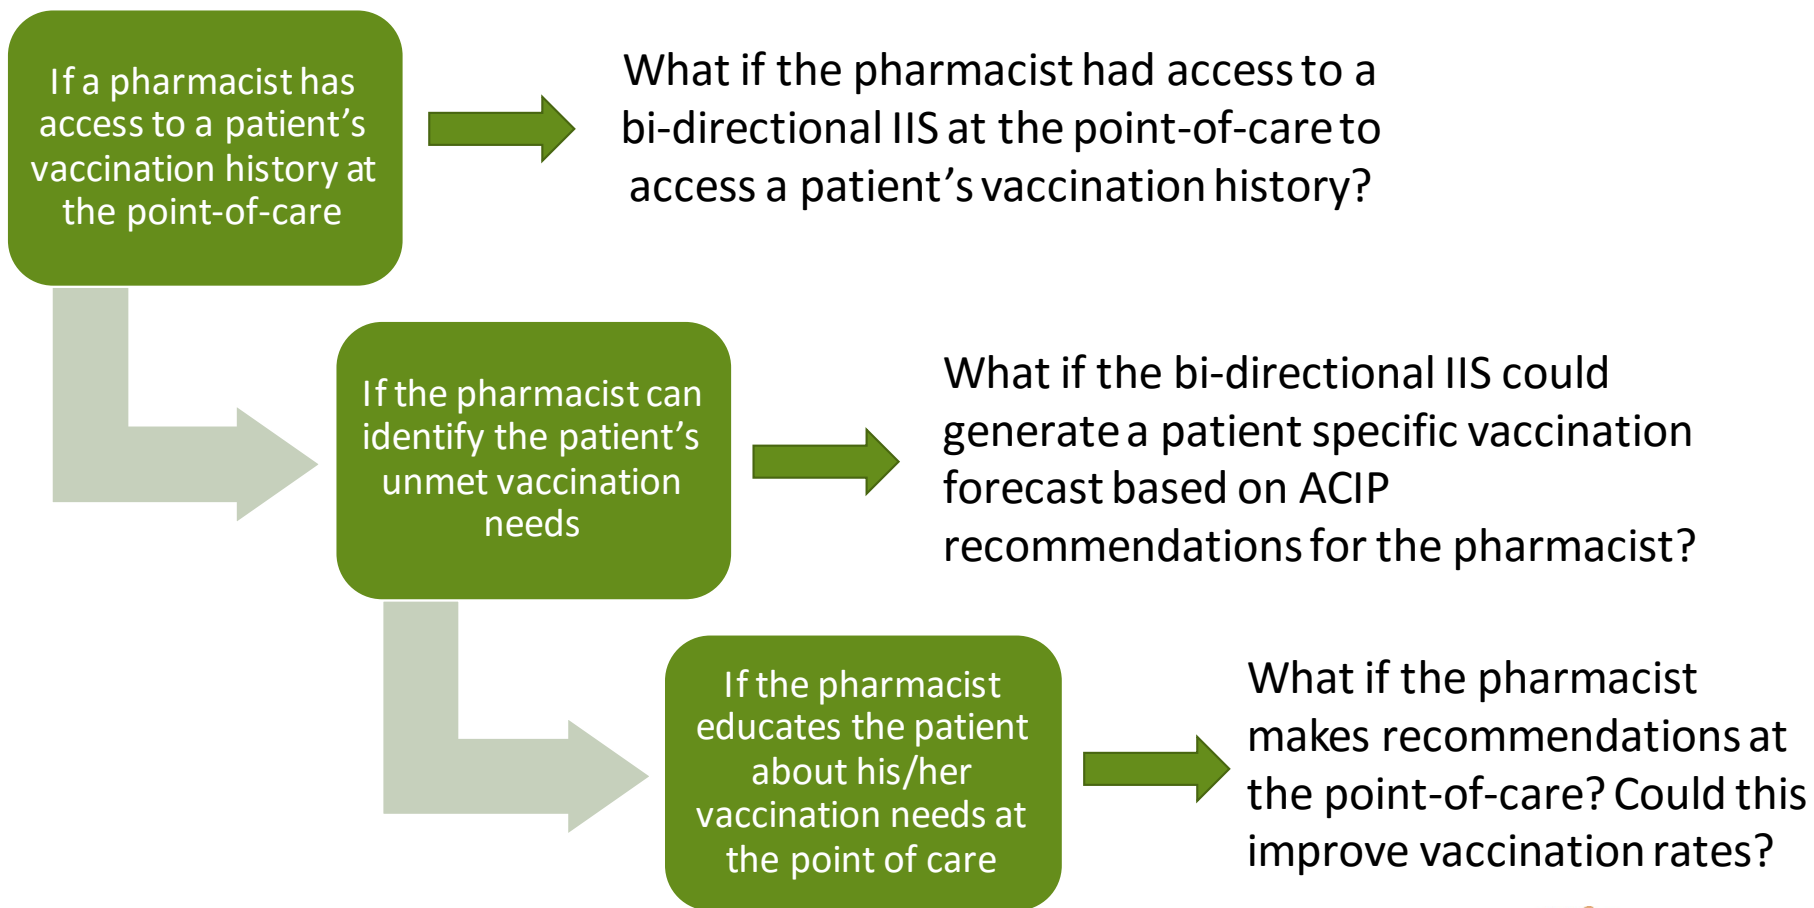 If a pharmacist has
access to a patient’s
vaccination history at
the point-of-care
What if the pharmacist had access to a
bi-directional IIS at the point-of-care to
access a patient’s vaccination history?
If the pharmacist can
identify the patient’s
unmet vaccination
needs
What if the bi-directional IIS could
generate a patient specific vaccination
forecast based on ACIP
recommendations for the pharmacist?
If the pharmacist
educates the patient
about his/her
vaccination needs at
the point of care
What if the pharmacist
makes recommendations at
the point-of-care? Could this
improve vaccination rates?